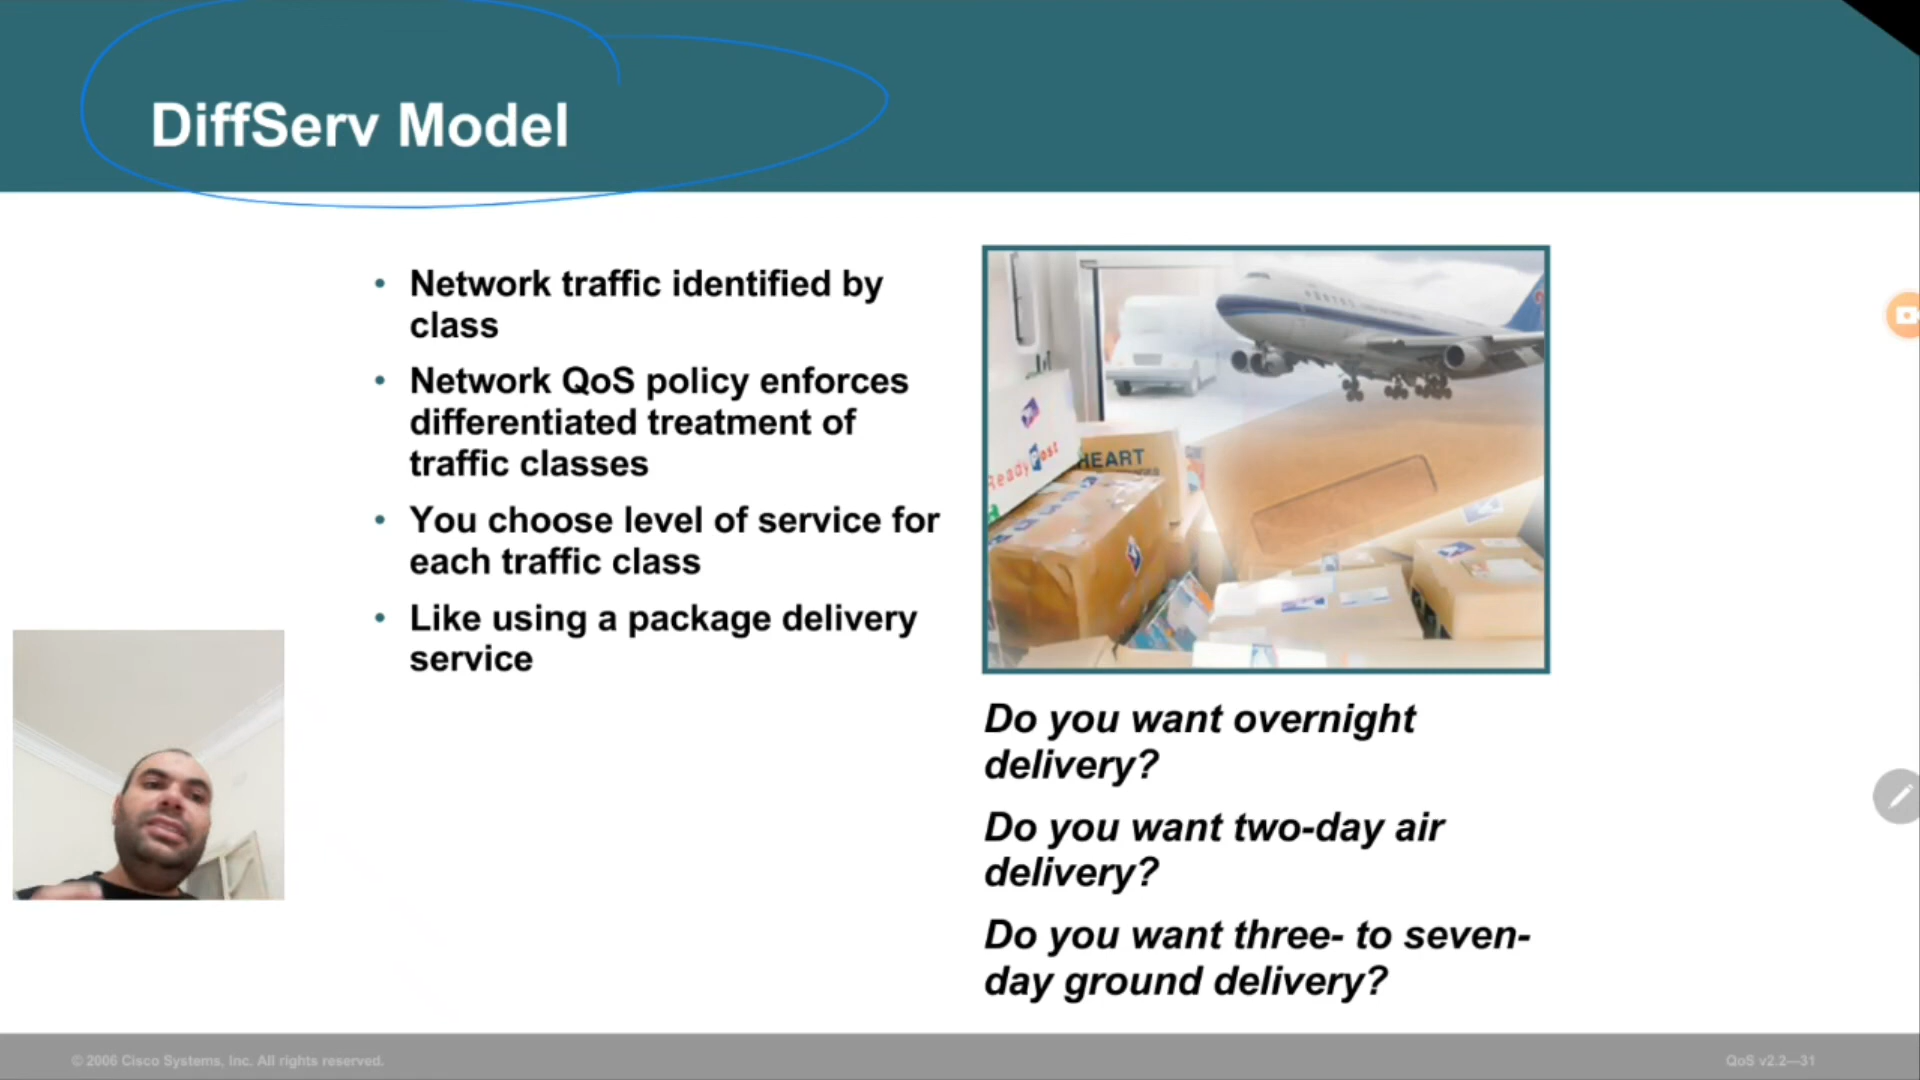 DiffServ Model
Network traffic identified by
class
Network QoS policy enforces
differentiated treatment of
traffic classes
You choose level of service for
each traffic class
Like using a package delivery
service
ReadyPost
HEART
Do you want overnight
delivery?
Do you want two-day air
delivery?
Do you want three- to seven-
day ground delivery?
© 2006 Cisco Systems, Inc. All rights reserved.
QoS v2.2—31